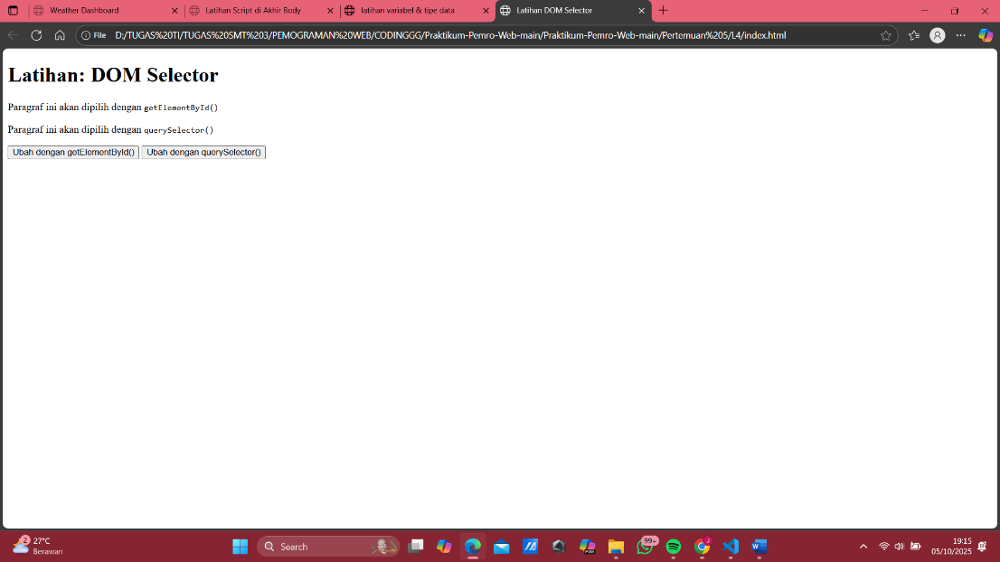 Weather Dashboard
Latihan Script di Akhir Body
latihan variabel & tipe data
Latihan DOM Selector
File D:/TUGAS%20TI/TUGAS%20SMT%203/PEMOGRAMAN%20WEB/CODINGGG/Praktikum-Pemro-Web-main/Praktikum-Pemro-Web-main/Pertemuan%205/L4/index.html
Latihan: DOM Selector
Paragraf ini akan dipilih dengan getElementById()
Paragraf ini akan dipilih dengan querySelector()
Ubah dengan getElementById() Ubah dengan querySelector()
2
27°C
Berawan
Search
99+
19:15
05/10/2025